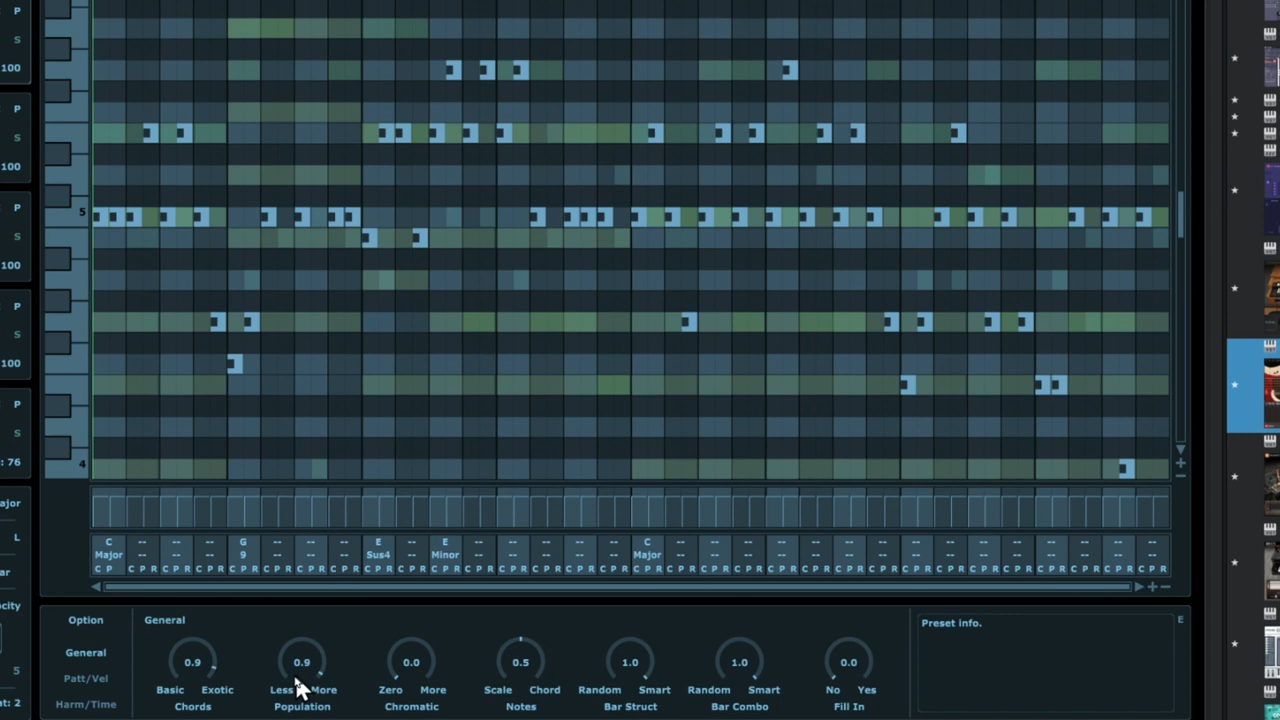 P
S
100
P
S
100
P
S
100
P
S
100
P
S
: 76
ajor
L
ar
ocity
5
at: 2
5
4
C -- -- -- G -- -- -- E -- E -- -- -- -- -- C -- -- -- -- -- -- -- -- -- -- -- -- -- -- --
Major -- -- -- 9 -- -- -- Sus4 -- Minor -- -- -- -- -- Major -- -- -- -- -- -- -- -- -- -- -- -- -- -- --
C P C P R C P R C P R C P R C P R C P R C P R C P R C P R C P R C P R C P R C P R C P R C P R C P R C P R C P R C P R C P R C P R C P R C P R C P R C P R C P R C P R C P R C P R C P R C P R
Option
General
Patt/Vel
Harm/Time
General
0.9 0.9 0.0 0.5 1.0 1.0 0.0
Basic Exotic Less More Zero More Scale Chord Random Smart Random Smart No Yes
Chords Population Chromatic Notes Bar Struct Bar Combo Fill In
Preset info.
E